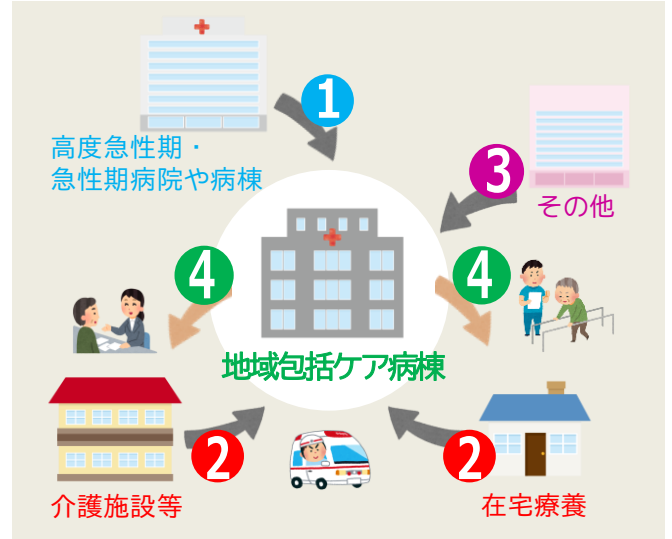 1
高度急性期・
急性期病院や病棟
3
その他
4
4
地域包括ケア病棟
2
2
介護施設等
在宅療養